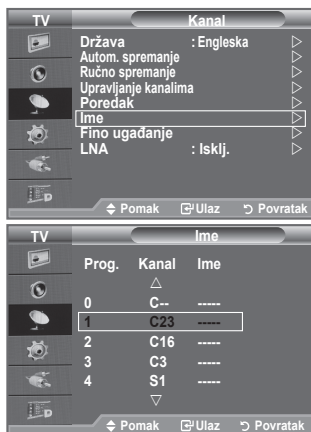 TV Kanal
Država : Engleska
Autom. spremanje
Ručno spremanje
Upravljanje kanalima
Poredak
Ime
Fino ugađanje
LNA : Isklj.
Pomak Ulaz Povratak
TV Ime
Prog. Kanal Ime
0 C-- -----
1 C23 -----
2 C16 -----
3 C3 -----
4 S1 -----
Pomak Ulaz Povratak